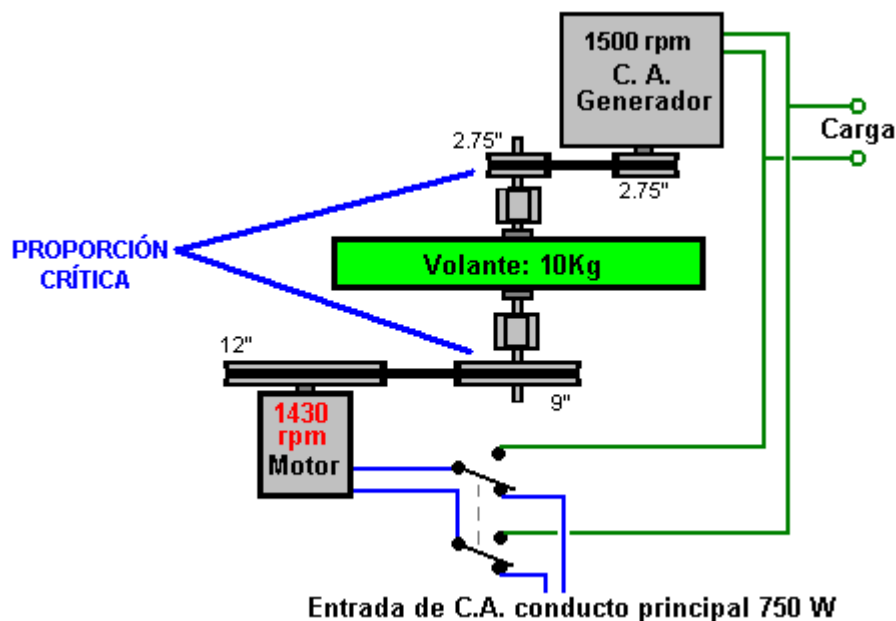 1500 rpm
C. A.
Generador
2.75"
Carga
2.75"
PROPORCIÓN
CRÍTICA
Volante: 10Kg
12"
9"
1430
rpm
Motor
Entrada de C.A. conducto principal 750 W